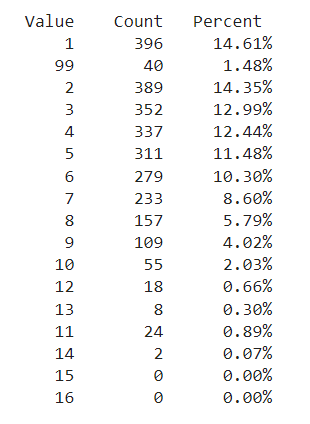 Value Count Percent
1 396 14.61%
99 40 1.48%
2 389 14.35%
3 352 12.99%
4 337 12.44%
5 311 11.48%
6 279 10.30%
7 233 8.60%
8 157 5.79%
9 109 4.02%
10 55 2.03%
12 18 0.66%
13 8 0.30%
11 24 0.89%
14 2 0.07%
15 0 0.00%
16 0 0.00%